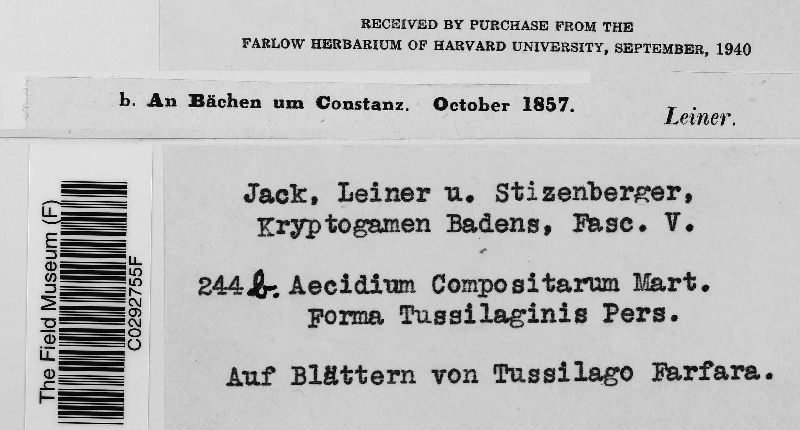 RECEIVED BY PURCHASE FROM THE
FARLOW HERBARIUM OF HARVARD UNIVERSITY, SEPTEMBER, 1940
b. An Bächen um Constanz. October 1857.
Leiner.
The Field Museum (F)
C0292755F
Jack, Leiner u. Stizenberger,
Kryptogamen Badens, Fasc. V.
244 b. Aecidium Compositarum Mart.
Forma Tussilaginis Pers.
Auf Blättern von Tussilago Farfara.